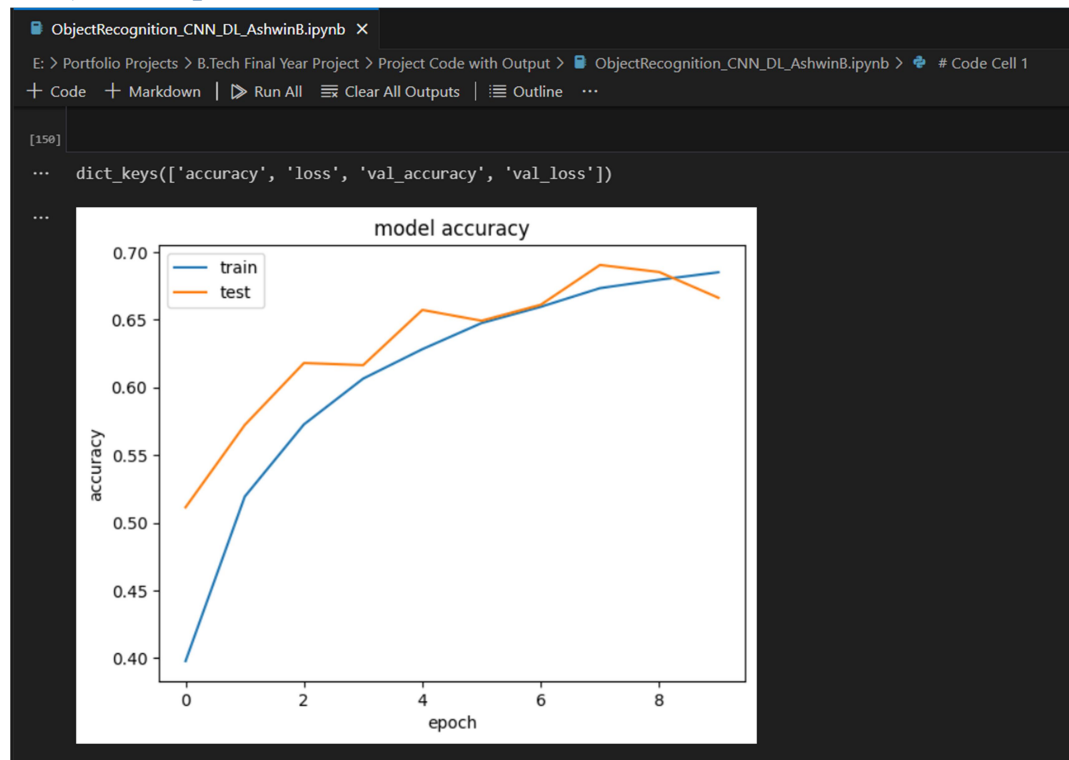 ObjectRecognition_CNN_DL_AshwinB.ipynb X
E: > Portfolio Projects > B.Tech Final Year Project > Project Code with Output > ObjectRecognition_CNN_DL_AshwinB.ipynb > # Code Cell 1
+ Code + Markdown | Run All Clear All Outputs | Outline ...
[150]
... dict_keys(['accuracy', 'loss', 'val_accuracy', 'val_loss'])
...
model accuracy
train
test
accuracy
0.70
0.65
0.60
0.55
0.50
0.45
0.40
0 2 4 6 8
epoch